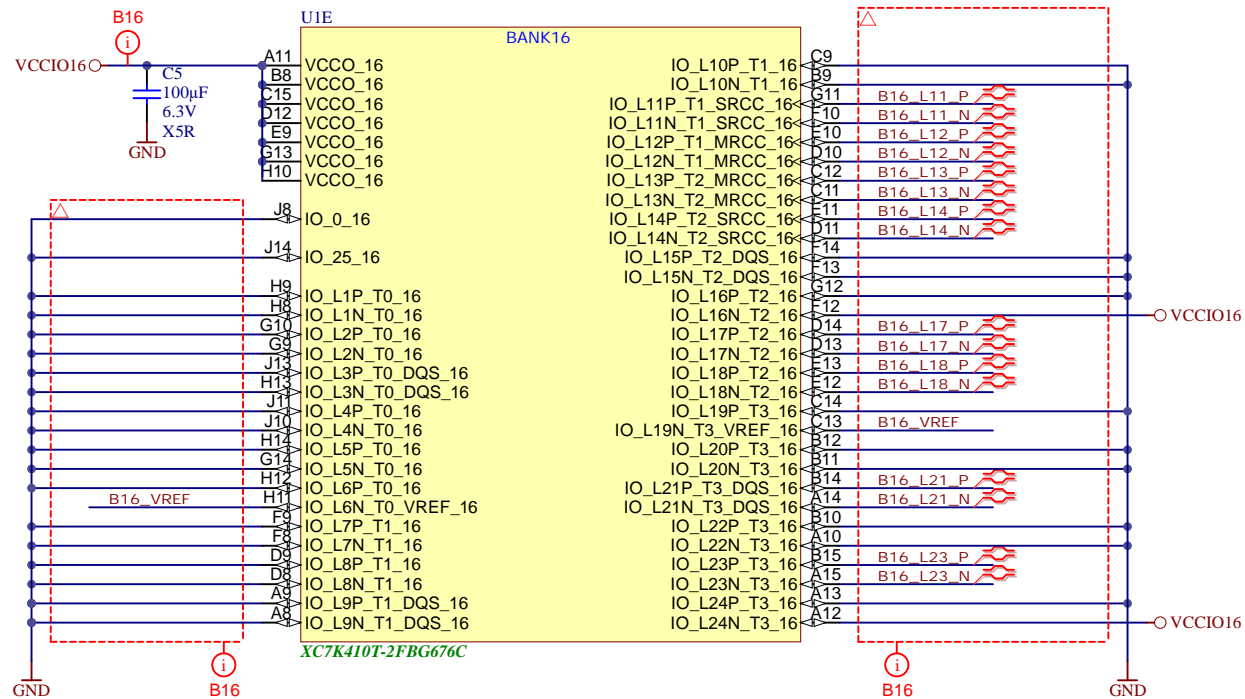 B16
i
U1E
BANK16
VCCIO16
C5
100µF
6.3V
X5R
GND
A11 VCCO_16
B8 VCCO_16
C15 VCCO_16
D12 VCCO_16
E9 VCCO_16
G13 VCCO_16
H10 VCCO_16
J8 IO_0_16
J14 IO_25_16
H9 IO_L1P_T0_16
H8 IO_L1N_T0_16
G10 IO_L2P_T0_16
G9 IO_L2N_T0_16
J13 IO_L3P_T0_DQS_16
H13 IO_L3N_T0_DQS_16
J11 IO_L4P_T0_16
J10 IO_L4N_T0_16
H14 IO_L5P_T0_16
G14 IO_L5N_T0_16
H12 IO_L6P_T0_16
B16_VREF H11 IO_L6N_T0_VREF_16
F9 IO_L7P_T1_16
F8 IO_L7N_T1_16
D9 IO_L8P_T1_16
D8 IO_L8N_T1_16
A9 IO_L9P_T1_DQS_16
A8 IO_L9N_T1_DQS_16
IO_L10P_T1_16 C9
IO_L10N_T1_16 B9
IO_L11P_T1_SRCC_16 G11 B16_L11_P
IO_L11N_T1_SRCC_16 F10 B16_L11_N
IO_L12P_T1_MRCC_16 E10 B16_L12_P
IO_L12N_T1_MRCC_16 D10 B16_L12_N
IO_L13P_T2_MRCC_16 C12 B16_L13_P
IO_L13N_T2_MRCC_16 C11 B16_L13_N
IO_L14P_T2_SRCC_16 E11 B16_L14_P
IO_L14N_T2_SRCC_16 D11 B16_L14_N
IO_L15P_T2_DQS_16 F14
IO_L15N_T2_DQS_16 F13
IO_L16P_T2_16 G12
IO_L16N_T2_16 F12 VCCIO16
IO_L17P_T2_16 D14 B16_L17_P
IO_L17N_T2_16 D13 B16_L17_N
IO_L18P_T2_16 E13 B16_L18_P
IO_L18N_T2_16 E12 B16_L18_N
IO_L19P_T3_16 C14
IO_L19N_T3_VREF_16 C13 B16_VREF
IO_L20P_T3_16 B12
IO_L20N_T3_16 B11
IO_L21P_T3_DQS_16 B14 B16_L21_P
IO_L21N_T3_DQS_16 A14 B16_L21_N
IO_L22P_T3_16 B10
IO_L22N_T3_16 A10
IO_L23P_T3_16 B15 B16_L23_P
IO_L23N_T3_16 A15 B16_L23_N
IO_L24P_T3_16 A13
IO_L24N_T3_16 A12 VCCIO16
XC7K410T-2FBG676C
GND
i
B16
i
B16
GND